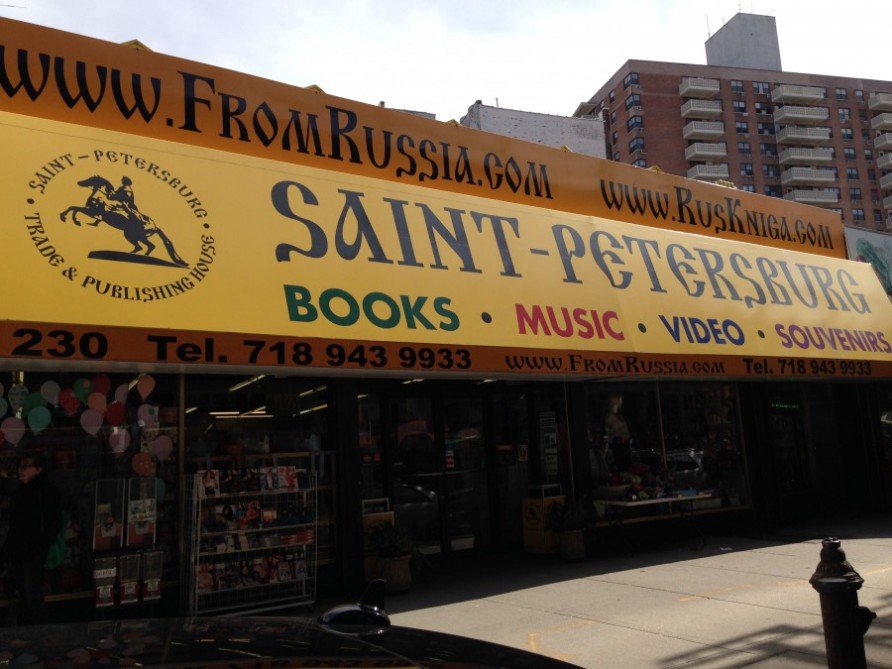 www.FromRussia.com
www.RusKniga.com
SAINT-PETERSBURG
TRADE & PUBLISHING HOUSE
SAINT-PETERSBURG
BOOKS · MUSIC · VIDEO · SOUVENIRS
230 Tel. 718 943 9933 www.FromRussia.com Tel. 718 943 9933